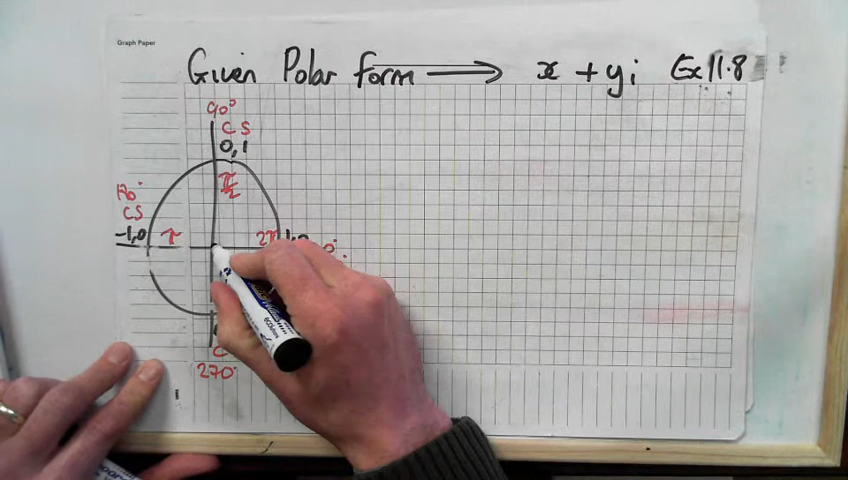 Graph Paper
Given Polar form → x + yi Ex 11.8
90°
C S
0, 1
π/2
180°
C S
-1,0 π 2π
270°